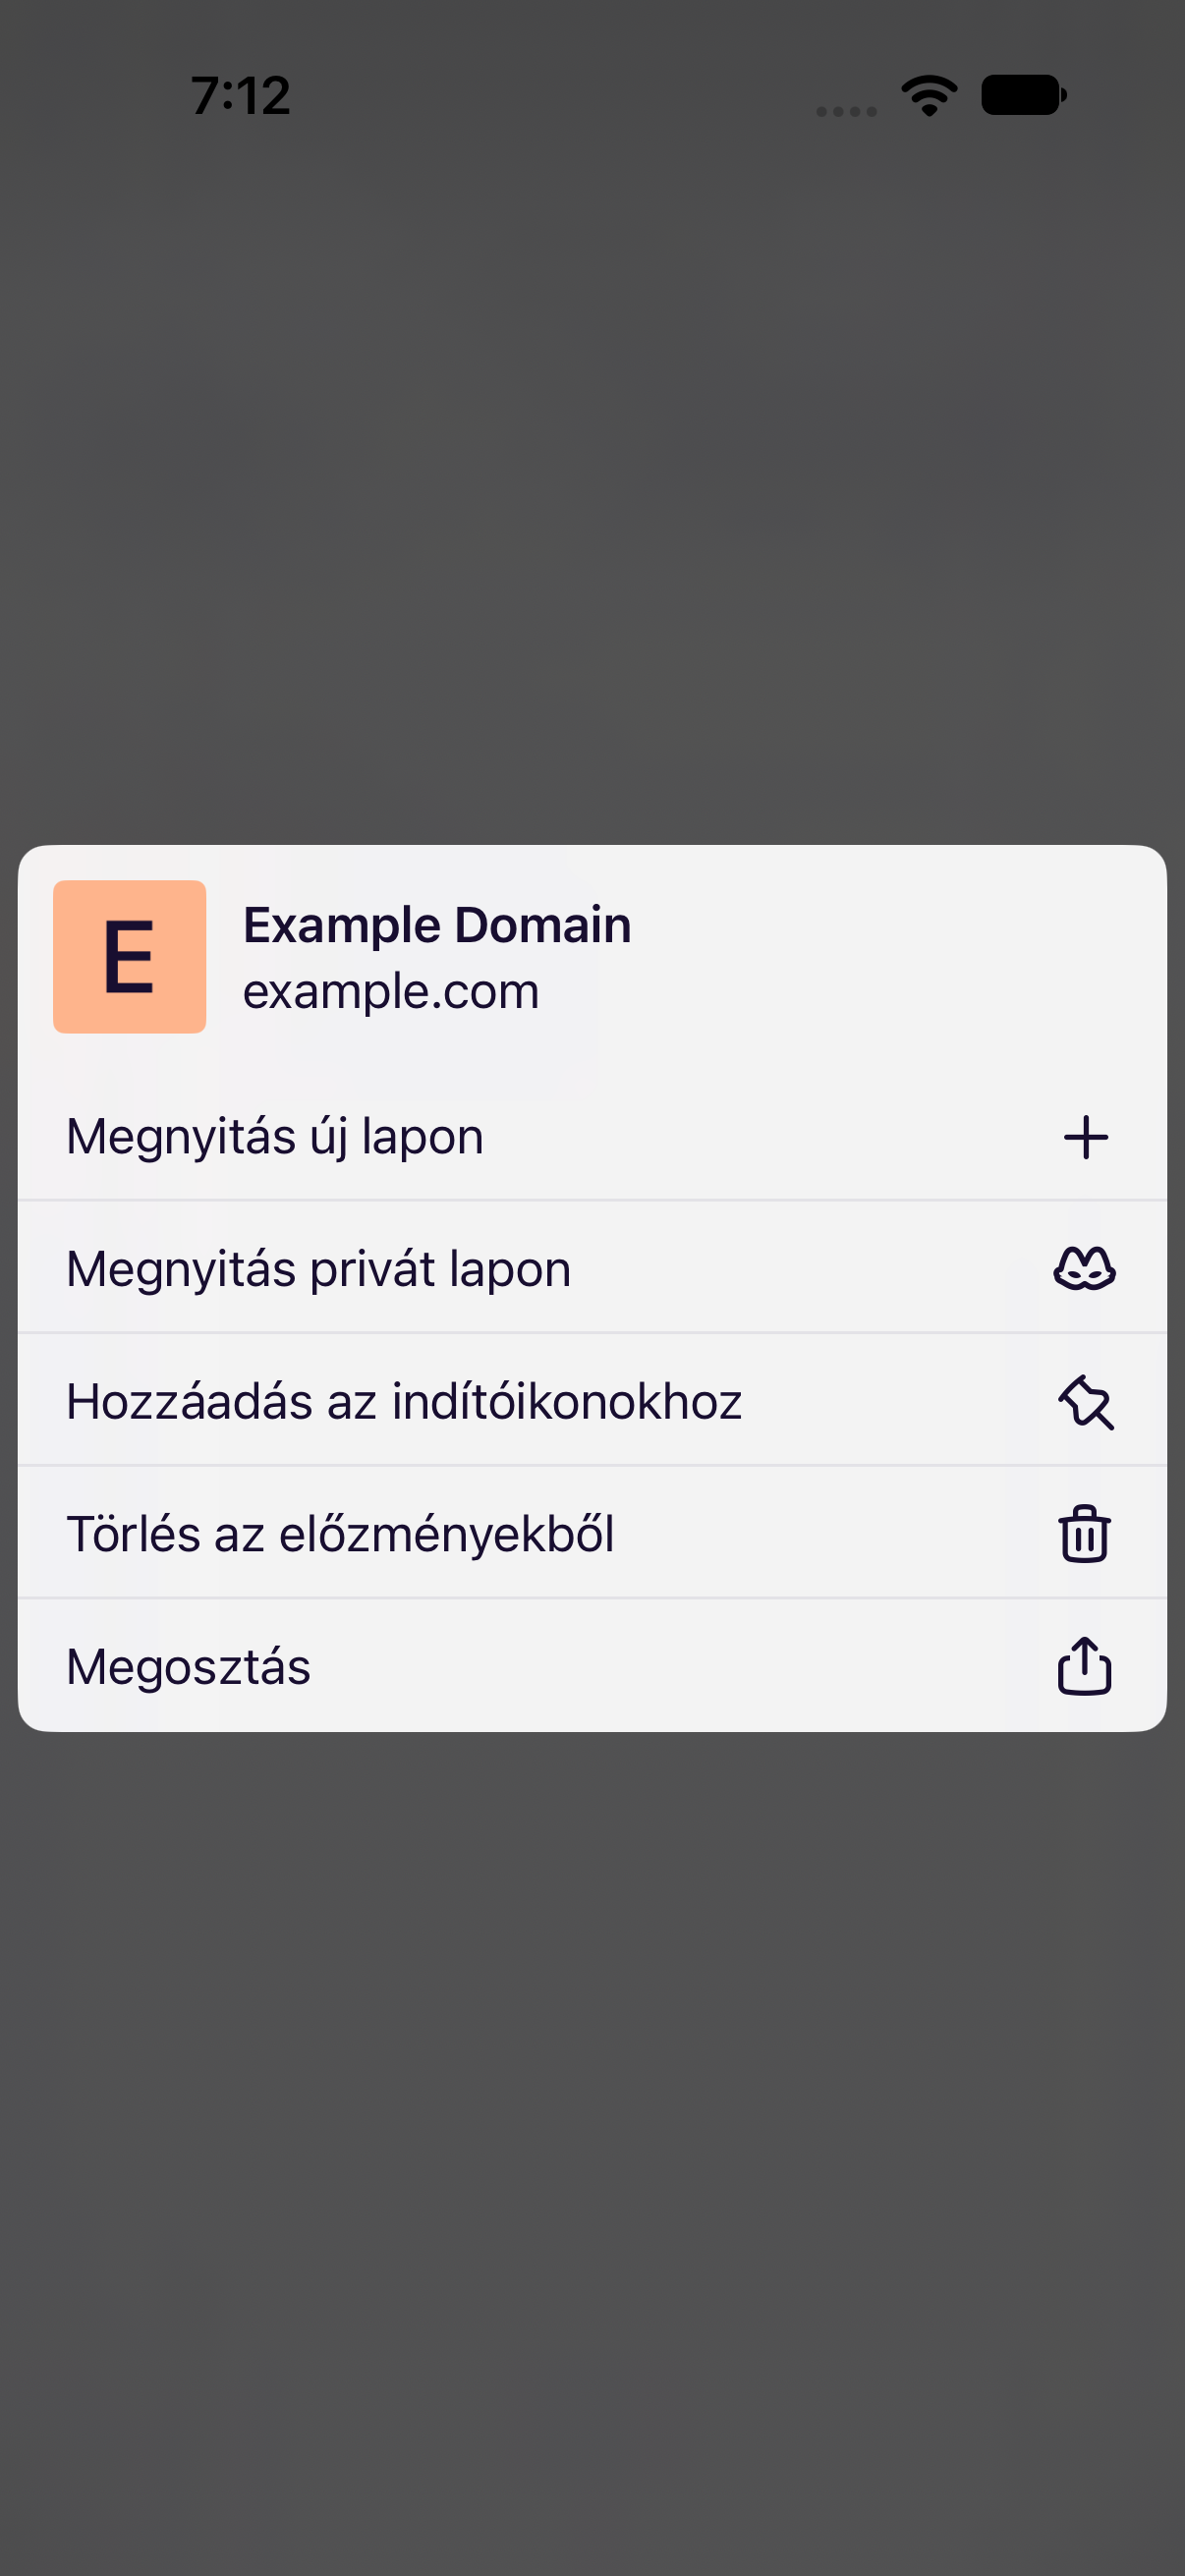 7:12
E
Example Domain
example.com
Megnyitás új lapon
Megnyitás privát lapon
Hozzáadás az indítóikonokhoz
Törlés az előzményekből
Megosztás